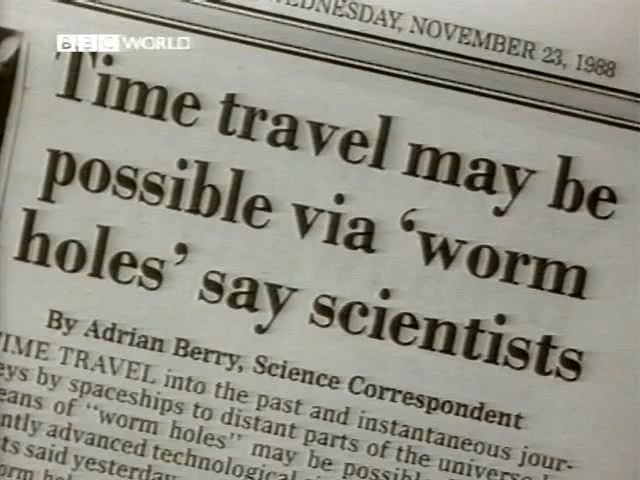 BBC WORLD
WEDNESDAY, NOVEMBER 23, 1988
Time travel may be
possible via ‘worm
holes’ say scientists
By Adrian Berry, Science Correspondent
TIME TRAVEL into the past and instantaneous jour-
eys by spaceships to distant parts of the universe
eans of "worm holes" may be possible
ntly advanced technological
ts said yesterday
orm